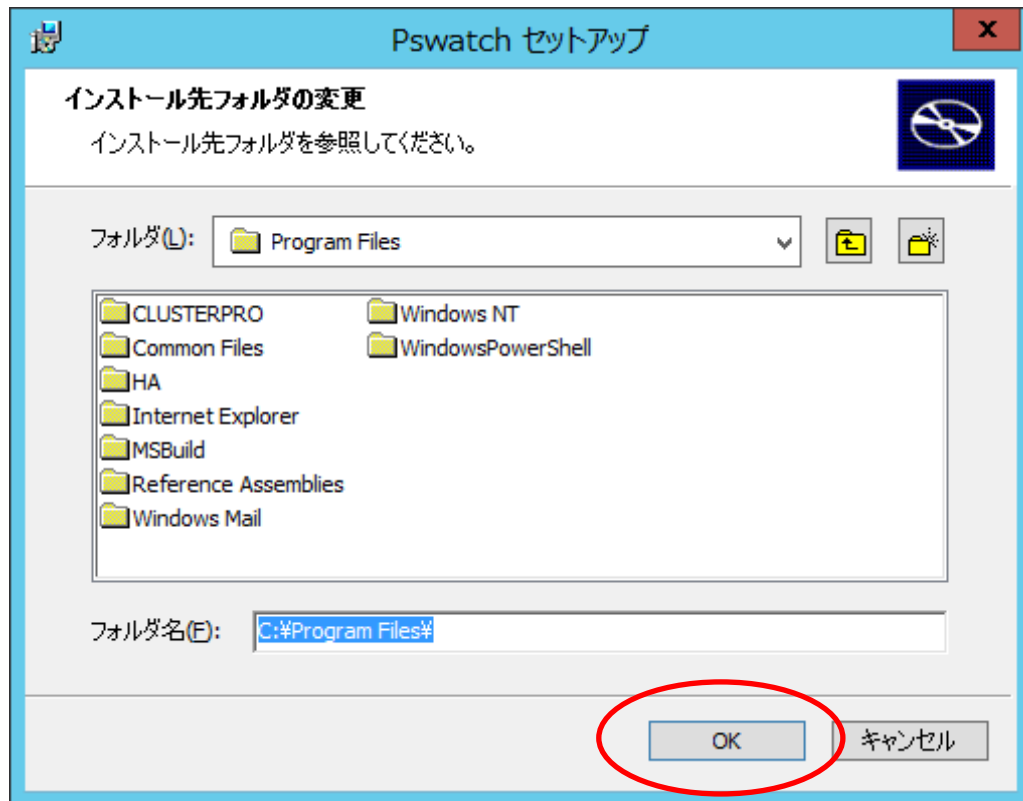 Pswatch セットアップ
x
インストール先フォルダの変更
インストール先フォルダを参照してください。
フォルダ(L): Program Files
CLUSTERPRO Windows NT
Common Files WindowsPowerShell
HA
Internet Explorer
MSBuild
Reference Assemblies
Windows Mail
フォルダ名(F): C:¥Program Files¥
OK キャンセル